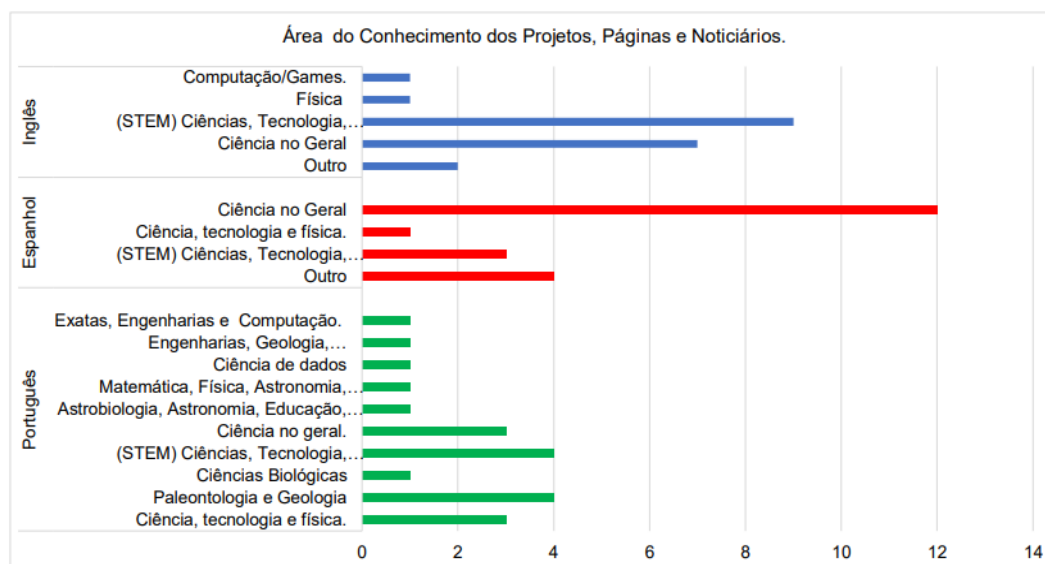 Área do Conhecimento dos Projetos, Páginas e Noticiários.
Inglês
Computação/Games.
Física
(STEM) Ciências, Tecnologia,…
Ciência no Geral
Outro
Espanhol
Ciência no Geral
Ciência, tecnologia e física.
(STEM) Ciências, Tecnologia,…
Outro
Português
Exatas, Engenharias e Computação.
Engenharias, Geologia,…
Ciência de dados
Matemática, Física, Astronomia,…
Astrobiologia, Astronomia, Educação,…
Ciência no geral.
(STEM) Ciências, Tecnologia,…
Ciências Biológicas
Paleontologia e Geologia
Ciência, tecnologia e física.
0 2 4 6 8 10 12 14